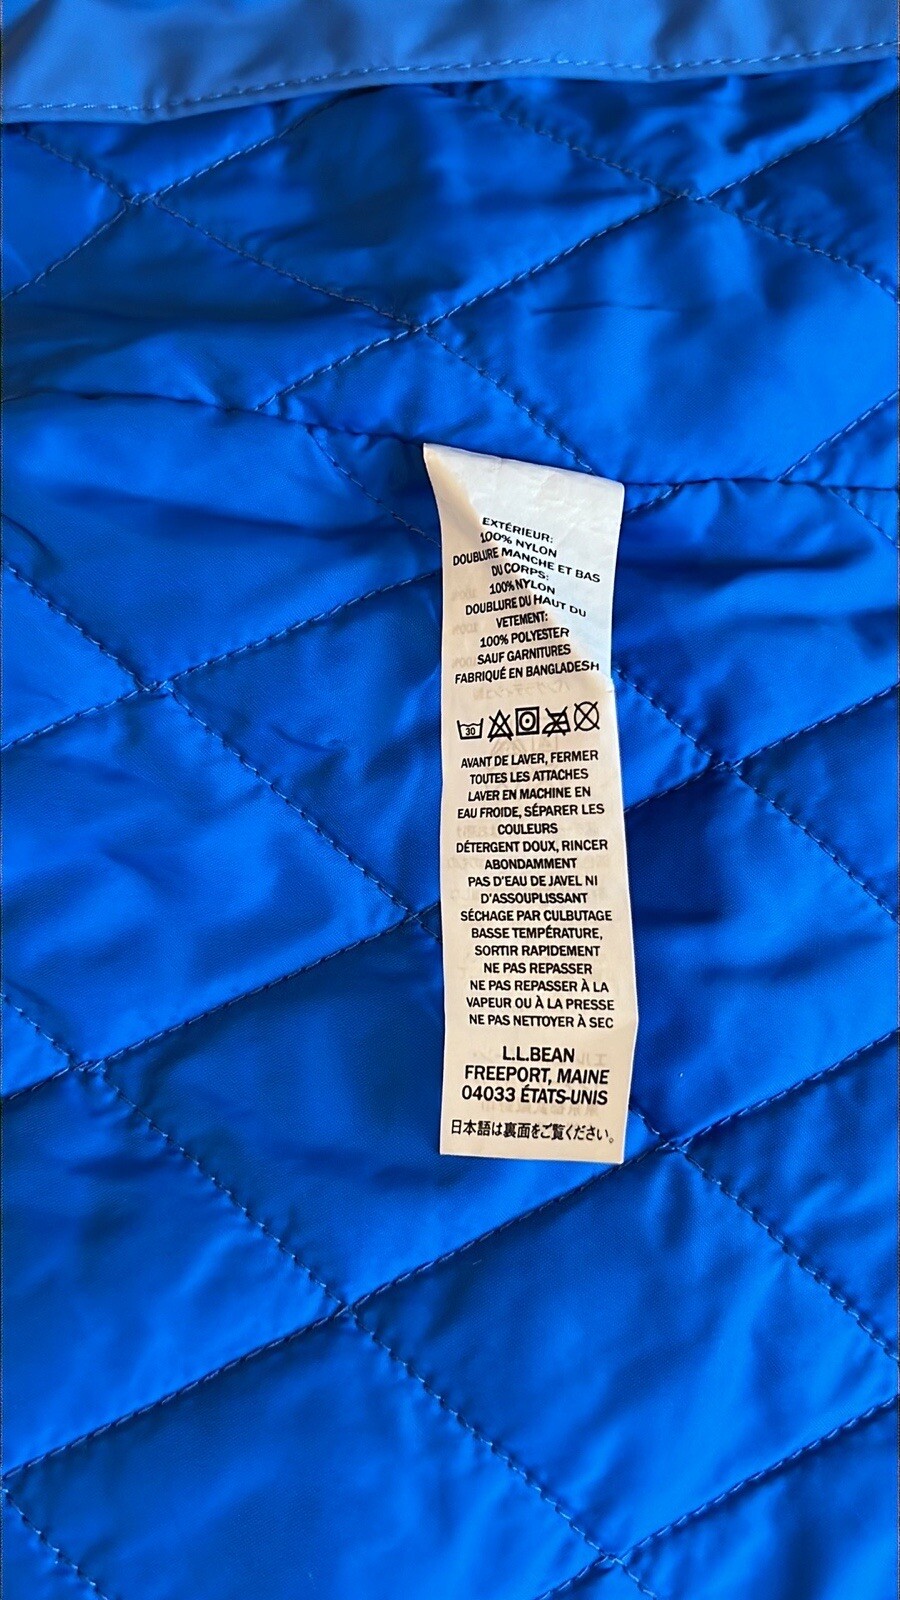 EXTÉRIEUR:
100% NYLON
DOUBLURE MANCHE ET BAS
DU CORPS:
100% NYLON
DOUBLURE DU HAUT DU
VETEMENT:
100% POLYESTER
SAUF GARNITURES
FABRIQUÉ EN BANGLADESH
30
AVANT DE LAVER, FERMER
TOUTES LES ATTACHES
LAVER EN MACHINE EN
EAU FROIDE, SÉPARER LES
COULEURS
DÉTERGENT DOUX, RINCER
ABONDAMMENT
PAS D'EAU DE JAVEL NI
D'ASSOUPLISSANT
SÉCHAGE PAR CULBUTAGE
BASSE TEMPÉRATURE,
SORTIR RAPIDEMENT
NE PAS REPASSER
NE PAS REPASSER À LA
VAPEUR OU À LA PRESSE
NE PAS NETTOYER À SEC
L.L.BEAN
FREEPORT, MAINE
04033 ÉTATS-UNIS
日本語は裏面をご覧ください。